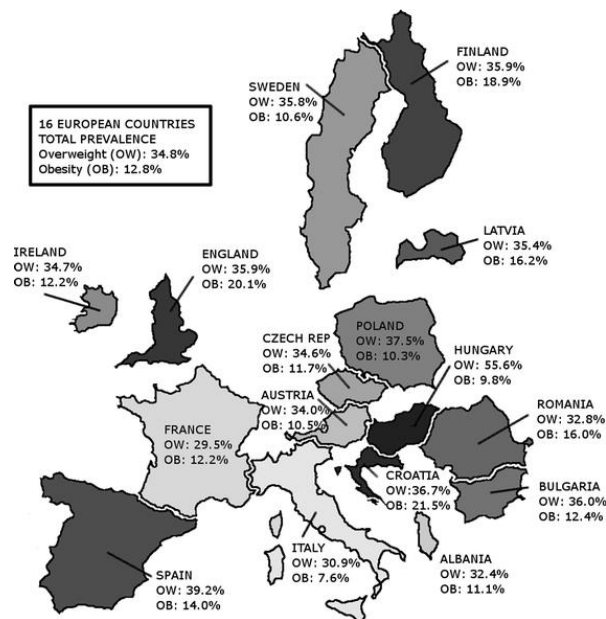 FINLAND
OW: 35.9%
OB: 18.9%
SWEDEN
OW: 35.8%
OB: 10.6%
16 EUROPEAN COUNTRIES
TOTAL PREVALENCE
Overweight (OW): 34.8%
Obesity (OB): 12.8%
LATVIA
OW: 35.4%
OB: 16.2%
IRELAND
OW: 34.7%
OB: 12.2%
ENGLAND
OW: 35.9%
OB: 20.1%
POLAND
OW: 37.5%
OB: 10.3%
CZECH REP
OW: 34.6%
OB: 11.7%
HUNGARY
OW: 55.6%
OB: 9.8%
AUSTRIA
OW: 34.0%
OB: 10.5%
ROMANIA
OW: 32.8%
OB: 16.0%
FRANCE
OW: 29.5%
OB: 12.2%
CROATIA
OW:36.7%
OB: 21.5%
BULGARIA
OW: 36.0%
OB: 12.4%
ITALY
OW: 30.9%
OB: 7.6%
ALBANIA
OW: 32.4%
OB: 11.1%
SPAIN
OW: 39.2%
OB: 14.0%